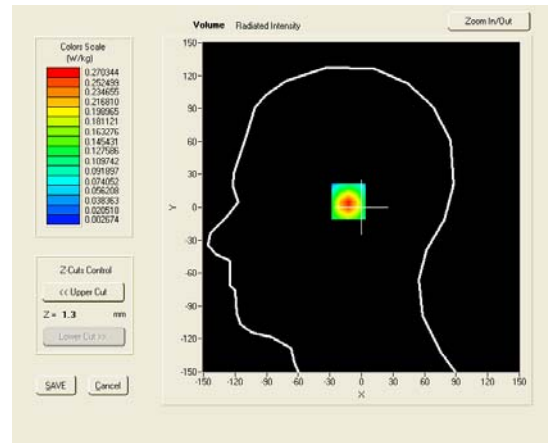 Volume Radiated Intensity
Zoom In/Out
Colors Scale
(W/kg)
0.270344
0.252499
0.234655
0.216810
0.198965
0.181121
0.163276
0.145431
0.127586
0.109742
0.091897
0.074052
0.056208
0.038363
0.020518
0.002674
Z-Cuts Control
<< Upper Cut
Z = 1.3 mm
Lower Cut >>
SAVE Cancel
150-
120-
90-
60-
30-
Y 0-
-30-
-60-
-90-
-120-
-150-
-150 -120 -90 -60 -30 0 30 60 90 120 150
X